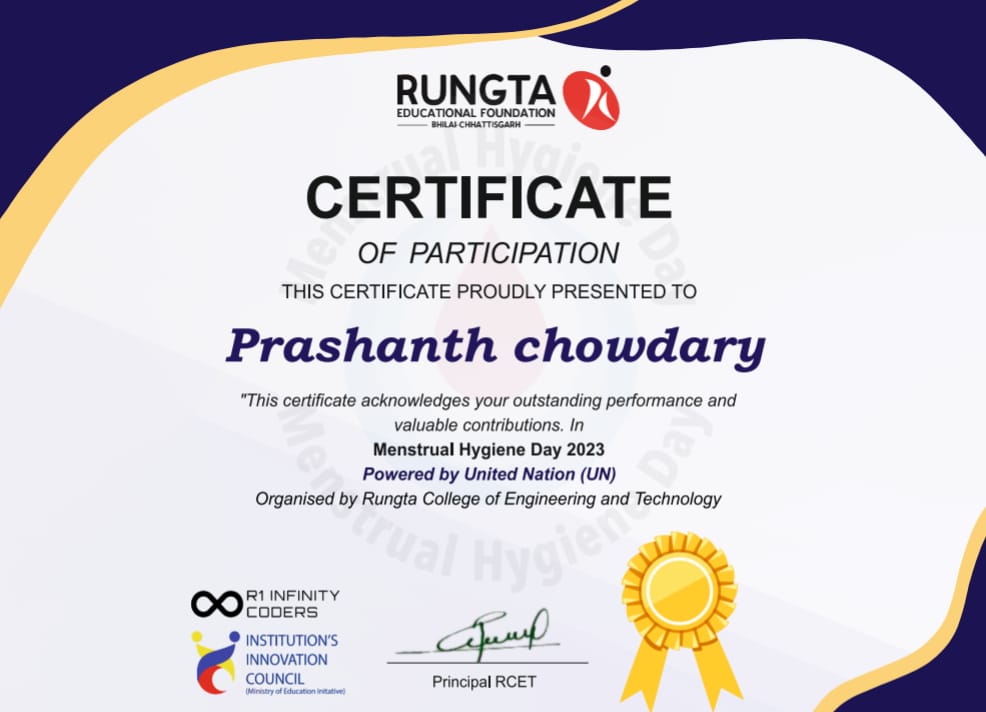 RUNGTA
EDUCATIONAL FOUNDATION
BHILAI-CHHATTISGARH
Menstrual Hygiene Day
CERTIFICATE
OF PARTICIPATION
THIS CERTIFICATE PROUDLY PRESENTED TO
Prashanth chowdary
"This certificate acknowledges your outstanding performance and
valuable contributions. In
Menstrual Hygiene Day 2023
Powered by United Nation (UN)
Organised by Rungta College of Engineering and Technology
Menstrual Hygiene Day
R1 INFINITY
CODERS
INSTITUTION'S
INNOVATION
COUNCIL
(Ministry of Education Initiative)
Principal RCET